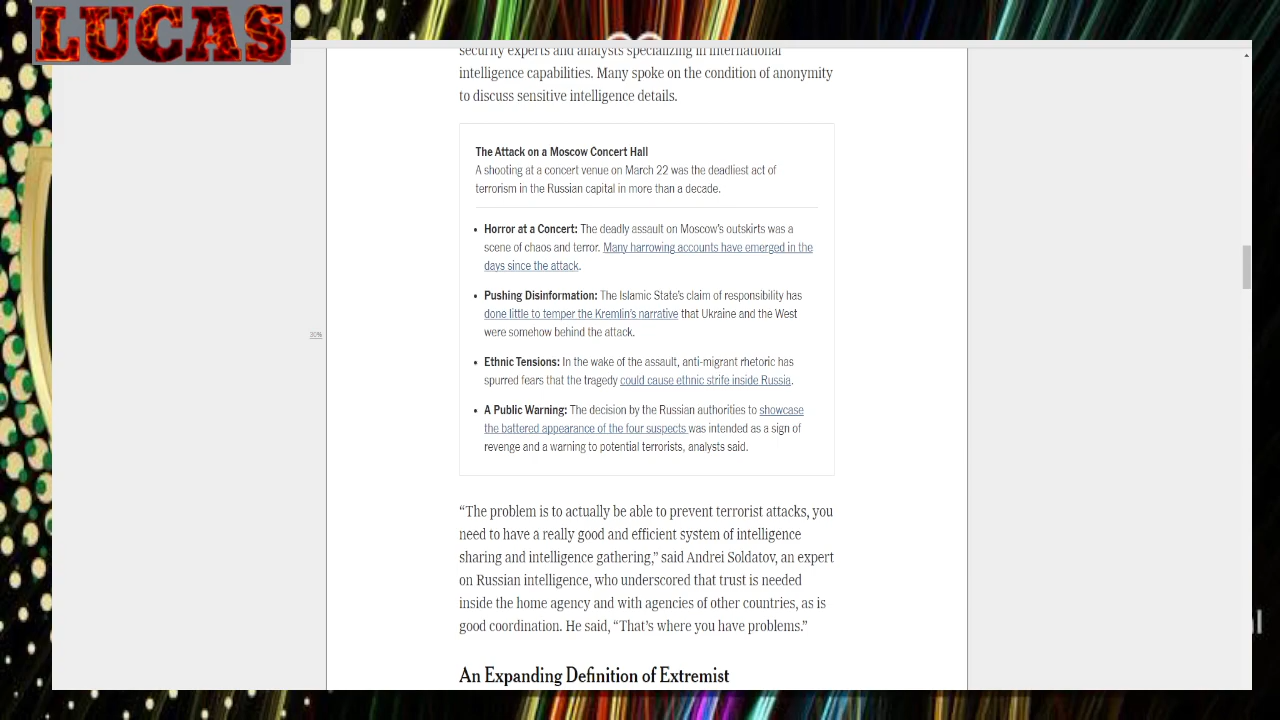 LUCAS
security experts and analysts specializing in international
intelligence capabilities. Many spoke on the condition of anonymity
to discuss sensitive intelligence details.
The Attack on a Moscow Concert Hall
A shooting at a concert venue on March 22 was the deadliest act of
terrorism in the Russian capital in more than a decade.
• Horror at a Concert: The deadly assault on Moscow’s outskirts was a
scene of chaos and terror. Many harrowing accounts have emerged in the
days since the attack.
• Pushing Disinformation: The Islamic State’s claim of responsibility has
done little to temper the Kremlin’s narrative that Ukraine and the West
were somehow behind the attack.
30%
• Ethnic Tensions: In the wake of the assault, anti-migrant rhetoric has
spurred fears that the tragedy could cause ethnic strife inside Russia.
• A Public Warning: The decision by the Russian authorities to showcase
the battered appearance of the four suspects was intended as a sign of
revenge and a warning to potential terrorists, analysts said.
“The problem is to actually be able to prevent terrorist attacks, you
need to have a really good and efficient system of intelligence
sharing and intelligence gathering,” said Andrei Soldatov, an expert
on Russian intelligence, who underscored that trust is needed
inside the home agency and with agencies of other countries, as is
good coordination. He said, “That’s where you have problems.”
An Expanding Definition of Extremist